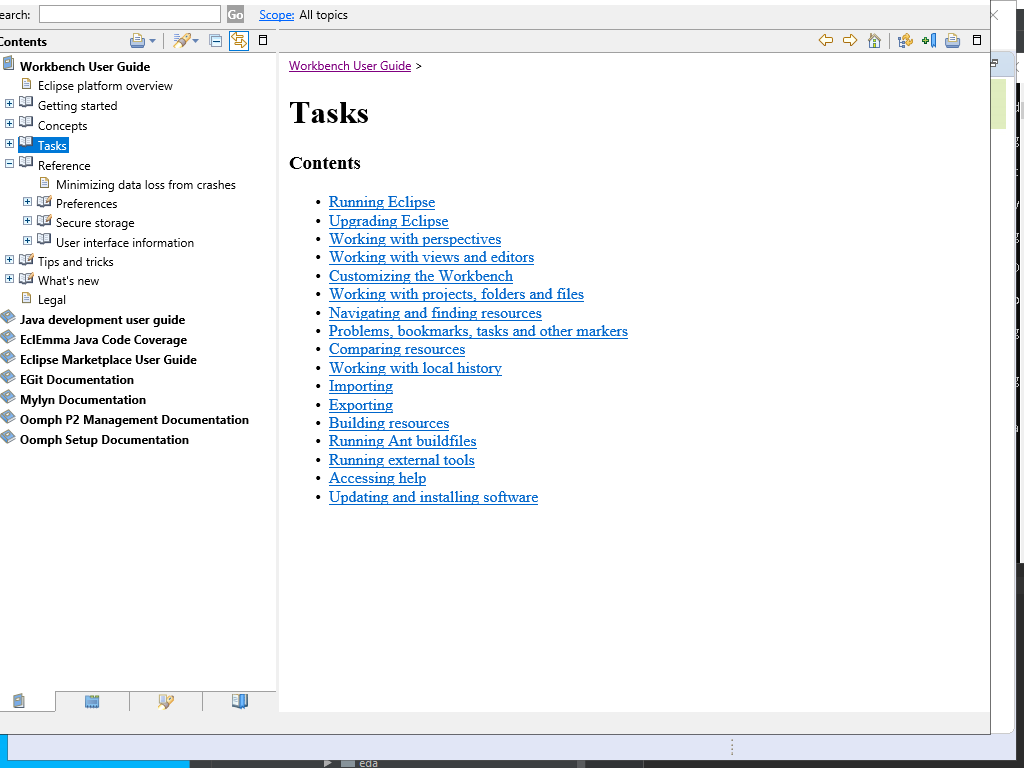 earch:
Go
Scope:
All topics
Contents
Workbench User Guide
Eclipse platform overview
Getting started
Concepts
Tasks
Reference
Minimizing data loss from crashes
Preferences
Secure storage
User interface information
Tips and tricks
What's new
Legal
Java development user guide
EclEmma Java Code Coverage
Eclipse Marketplace User Guide
EGit Documentation
Mylyn Documentation
Oomph P2 Management Documentation
Oomph Setup Documentation
Workbench User Guide >
Tasks
Contents
• Running Eclipse
• Upgrading Eclipse
• Working with perspectives
• Working with views and editors
• Customizing the Workbench
• Working with projects, folders and files
• Navigating and finding resources
• Problems, bookmarks, tasks and other markers
• Comparing resources
• Working with local history
• Importing
• Exporting
• Building resources
• Running Ant buildfiles
• Running external tools
• Accessing help
• Updating and installing software
eda